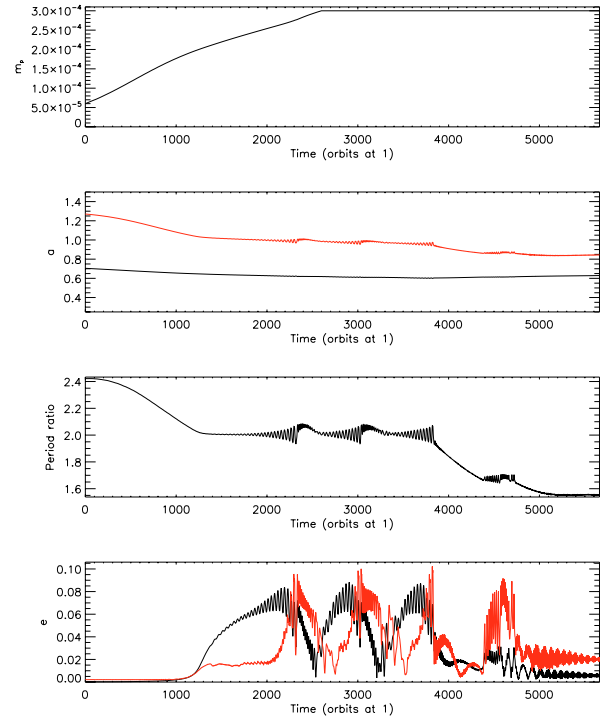 3.0×10⁻⁴
2.5×10⁻⁴
2.0×10⁻⁴
1.5×10⁻⁴
1.0×10⁻⁴
5.0×10⁻⁵
0
m_p
0 1000 2000 3000 4000 5000
Time (orbits at 1)
1.4
1.2
1.0
0.8
0.6
0.4
a
0 1000 2000 3000 4000 5000
Time (orbits at 1)
2.4
2.2
2.0
1.8
1.6
Period ratio
0 1000 2000 3000 4000 5000
Time (orbits at 1)
0.10
0.08
0.06
0.04
0.02
0.00
e
0 1000 2000 3000 4000 5000
Time (orbits at 1)